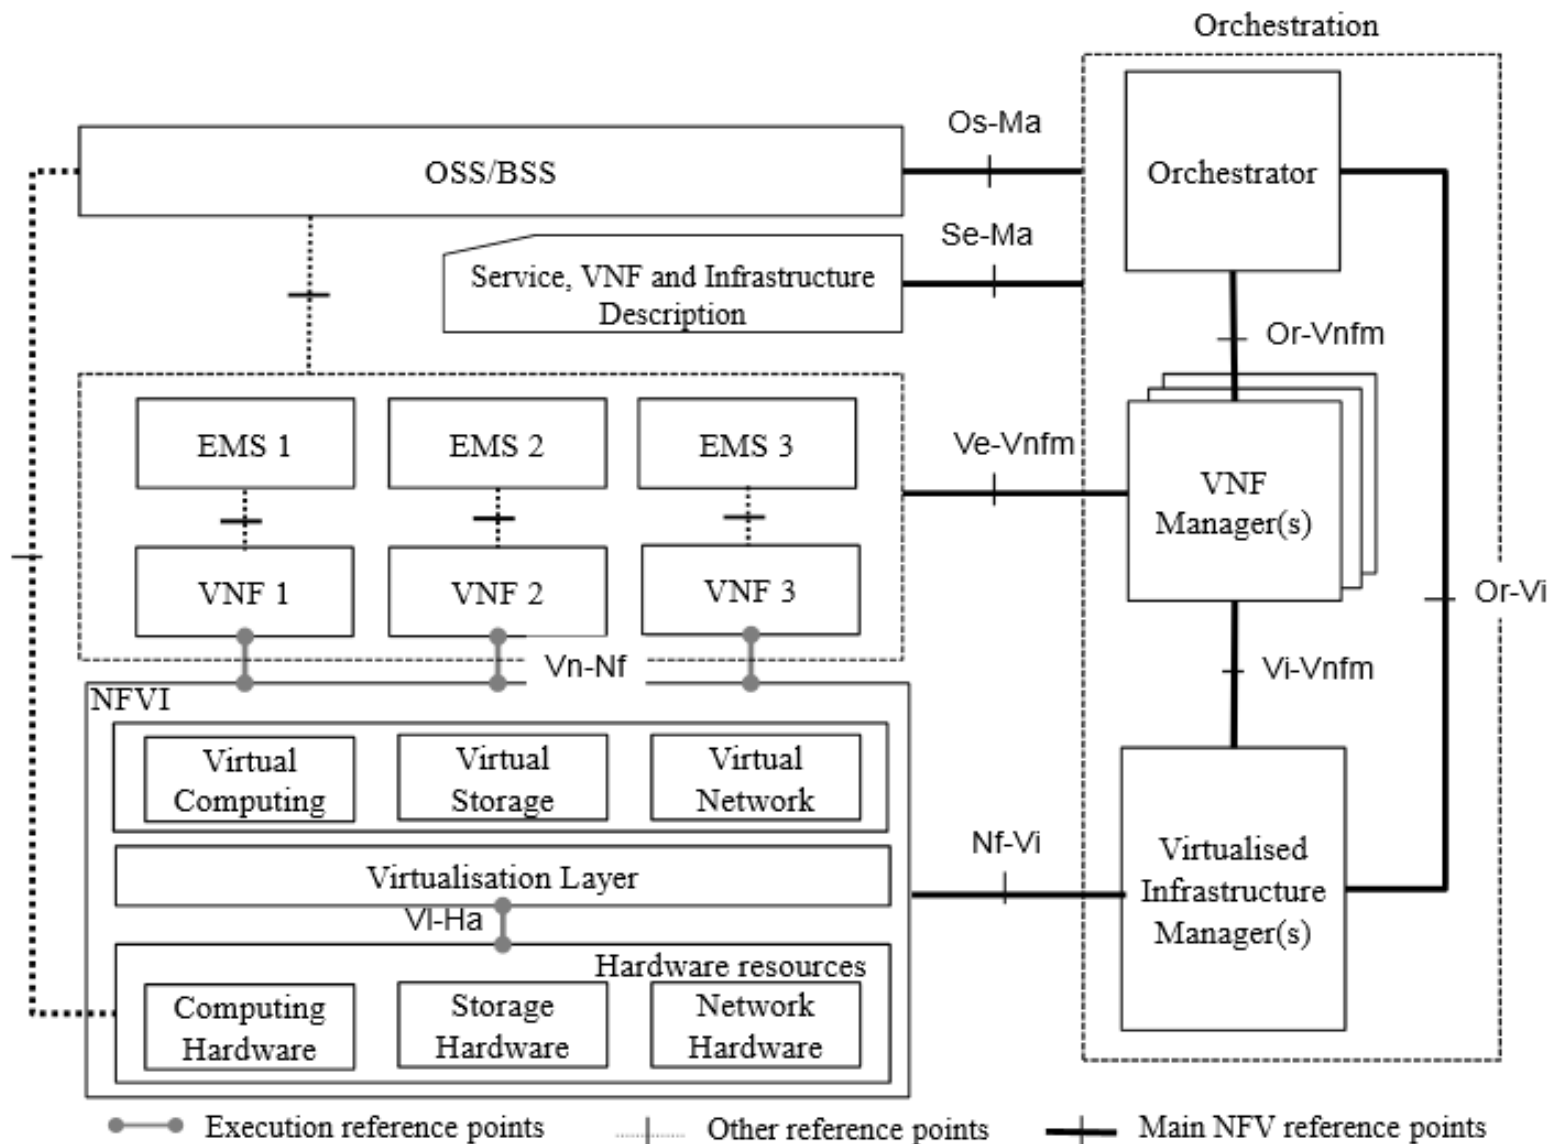 Orchestration
Os-Ma
OSS/BSS
Orchestrator
Se-Ma
Service, VNF and Infrastructure
Description
Or-Vnfm
EMS 1
EMS 2
EMS 3
Ve-Vnfm
VNF
Manager(s)
VNF 1
VNF 2
VNF 3
Or-Vi
Vn-Nf
Vi-Vnfm
NFVI
Virtual
Computing
Virtual
Storage
Virtual
Network
Nf-Vi
Virtualised
Infrastructure
Manager(s)
Virtualisation Layer
Vl-Ha
Hardware resources
Computing
Hardware
Storage
Hardware
Network
Hardware
Execution reference points
Other reference points
Main NFV reference points